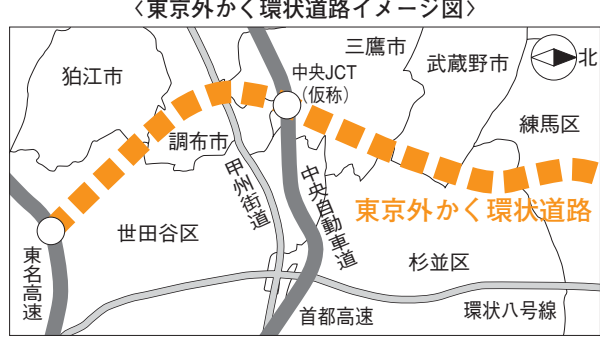 〈東京外かく環状道路イメージ図〉
狛江市
三鷹市
武蔵野市
北
中央JCT
（仮称）
練馬区
調布市
甲州街道
中央自動車道
東京外かく環状道路
世田谷区
杉並区
東名高速
首都高速
環状八号線